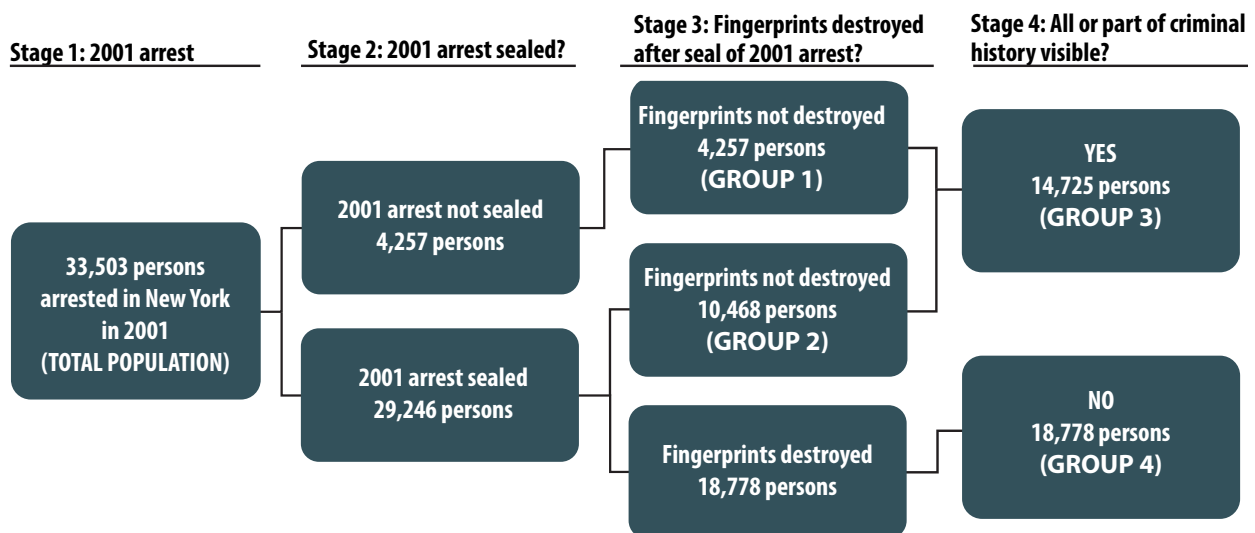 Stage 1: 2001 arrest
Stage 2: 2001 arrest sealed?
Stage 3: Fingerprints destroyed
after seal of 2001 arrest?
Stage 4: All or part of criminal
history visible?
33,503 persons
arrested in New York
in 2001
(TOTAL POPULATION)
2001 arrest not sealed
4,257 persons
2001 arrest sealed
29,246 persons
Fingerprints not destroyed
4,257 persons
(GROUP 1)
Fingerprints not destroyed
10,468 persons
(GROUP 2)
Fingerprints destroyed
18,778 persons
YES
14,725 persons
(GROUP 3)
NO
18,778 persons
(GROUP 4)